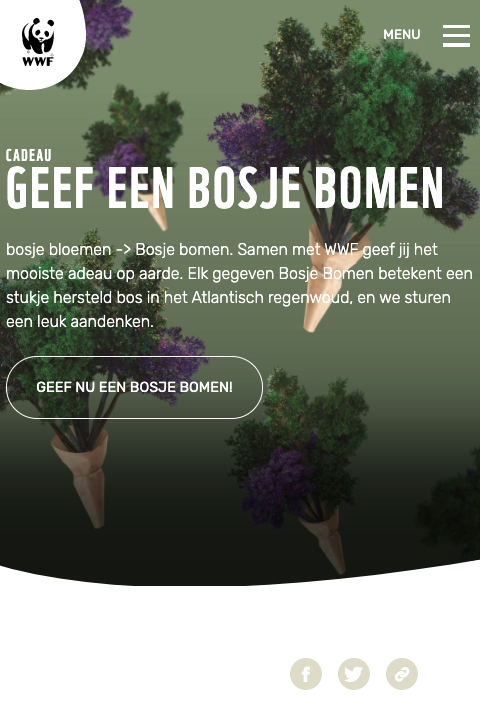 WWF
MENU
CADEAU
GEEF EEN BOSJE BOMEN
bosje bloemen -> Bosje bomen. Samen met WWF geef jij het
mooiste adeau op aarde. Elk gegeven Bosje Bomen betekent een
stukje hersteld bos in het Atlantisch regenwoud, en we sturen
een leuk aandenken.
GEEF NU EEN BOSJE BOMEN!